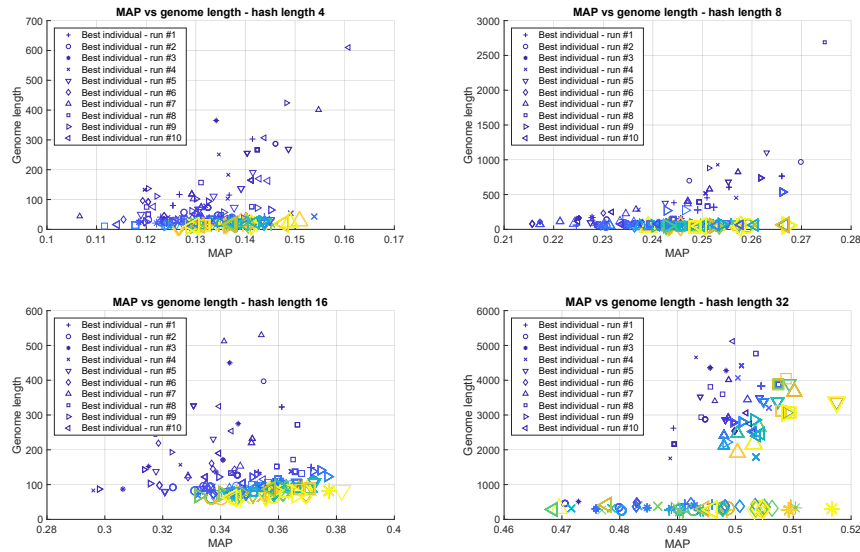 MAP vs genome length - hash length 4
700
600
500
400
300
200
100
0
Genome length
Best individual - run #1
Best individual - run #2
Best individual - run #3
Best individual - run #4
Best individual - run #5
Best individual - run #6
Best individual - run #7
Best individual - run #8
Best individual - run #9
Best individual - run #10
0.1 0.11 0.12 0.13 0.14 0.15 0.16 0.17
MAP
MAP vs genome length - hash length 8
3000
2500
2000
1500
1000
500
0
Genome length
Best individual - run #1
Best individual - run #2
Best individual - run #3
Best individual - run #4
Best individual - run #5
Best individual - run #6
Best individual - run #7
Best individual - run #8
Best individual - run #9
Best individual - run #10
0.21 0.22 0.23 0.24 0.25 0.26 0.27 0.28
MAP
MAP vs genome length - hash length 16
600
500
400
300
200
100
0
Genome length
Best individual - run #1
Best individual - run #2
Best individual - run #3
Best individual - run #4
Best individual - run #5
Best individual - run #6
Best individual - run #7
Best individual - run #8
Best individual - run #9
Best individual - run #10
0.28 0.3 0.32 0.34 0.36 0.38 0.4
MAP
MAP vs genome length - hash length 32
6000
5000
4000
3000
2000
1000
0
Genome length
Best individual - run #1
Best individual - run #2
Best individual - run #3
Best individual - run #4
Best individual - run #5
Best individual - run #6
Best individual - run #7
Best individual - run #8
Best individual - run #9
Best individual - run #10
0.46 0.47 0.48 0.49 0.5 0.51 0.52
MAP